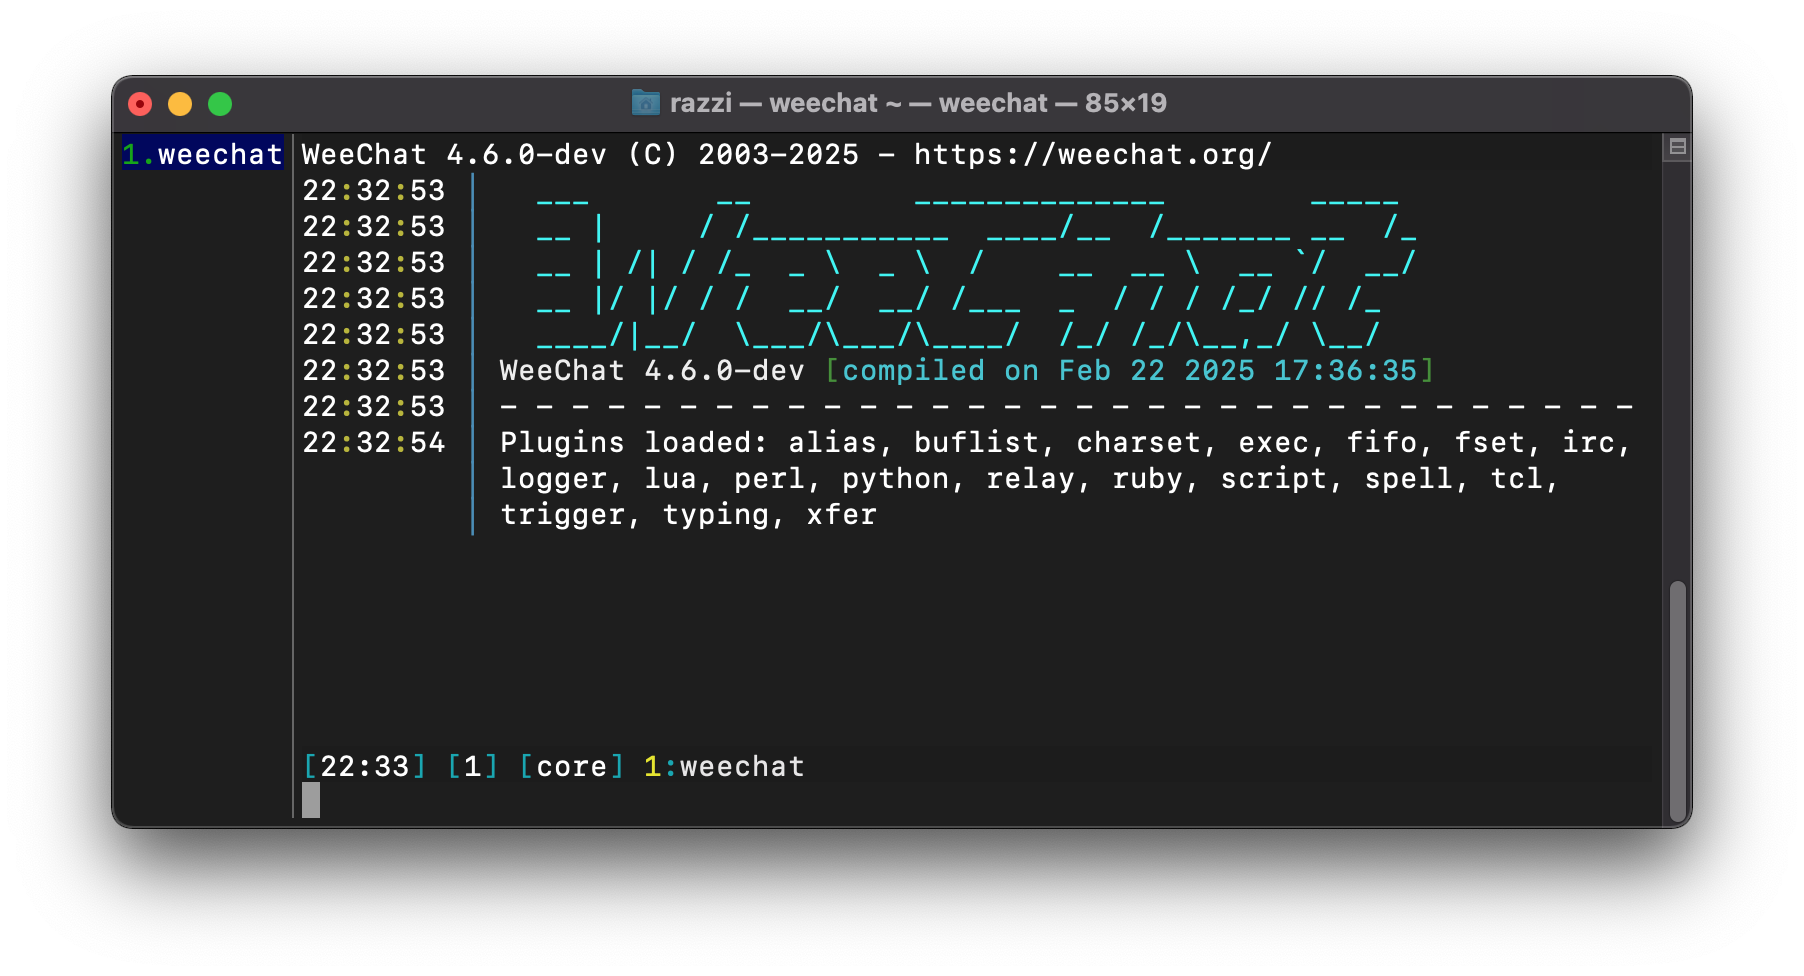 razzi — weechat ~ — weechat — 85×19
1.weechat
WeeChat 4.6.0-dev (C) 2003-2025 - https://weechat.org/
22:32:53
22:32:53
22:32:53
22:32:53
22:32:53
WeeChat
22:32:53 WeeChat 4.6.0-dev [compiled on Feb 22 2025 17:36:35]
22:32:53 - - - - - - - - - - - - - - - - - - - - - - - - - - - - - - - -
22:32:54 Plugins loaded: alias, buflist, charset, exec, fifo, fset, irc,
logger, lua, perl, python, relay, ruby, script, spell, tcl,
trigger, typing, xfer
[22:33] [1] [core] 1:weechat